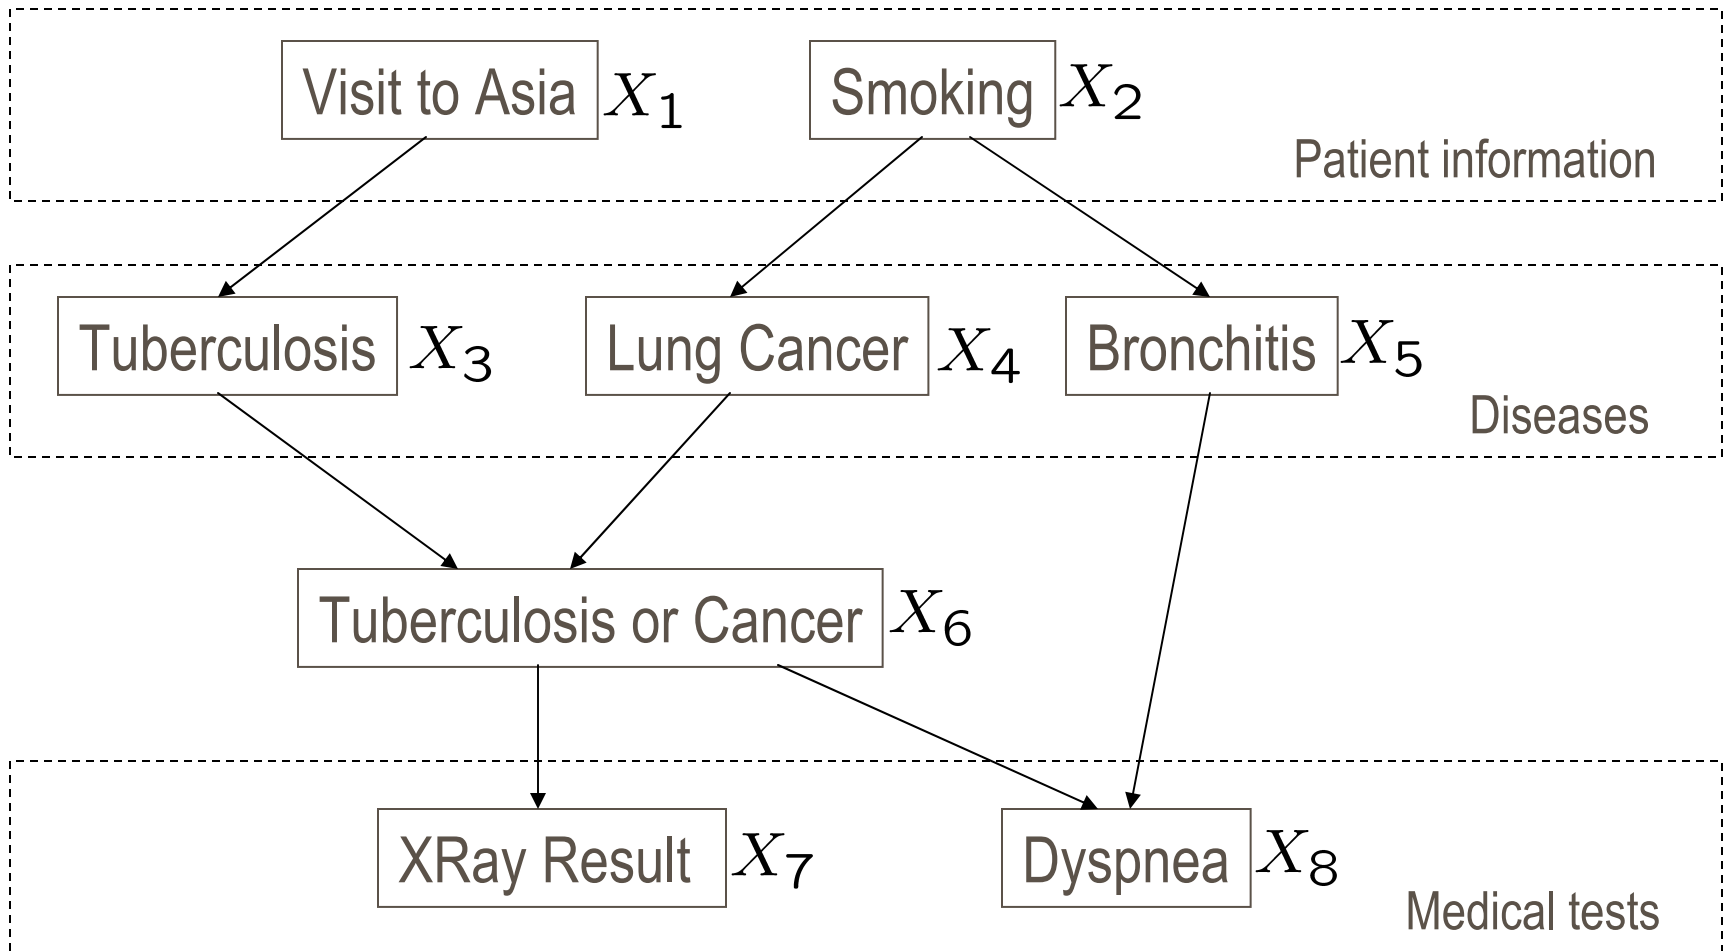 Visit to Asia X1 Smoking X2
Patient information
Tuberculosis X3 Lung Cancer X4 Bronchitis X5
Diseases
Tuberculosis or Cancer X6
XRay Result X7 Dyspnea X8
Medical tests